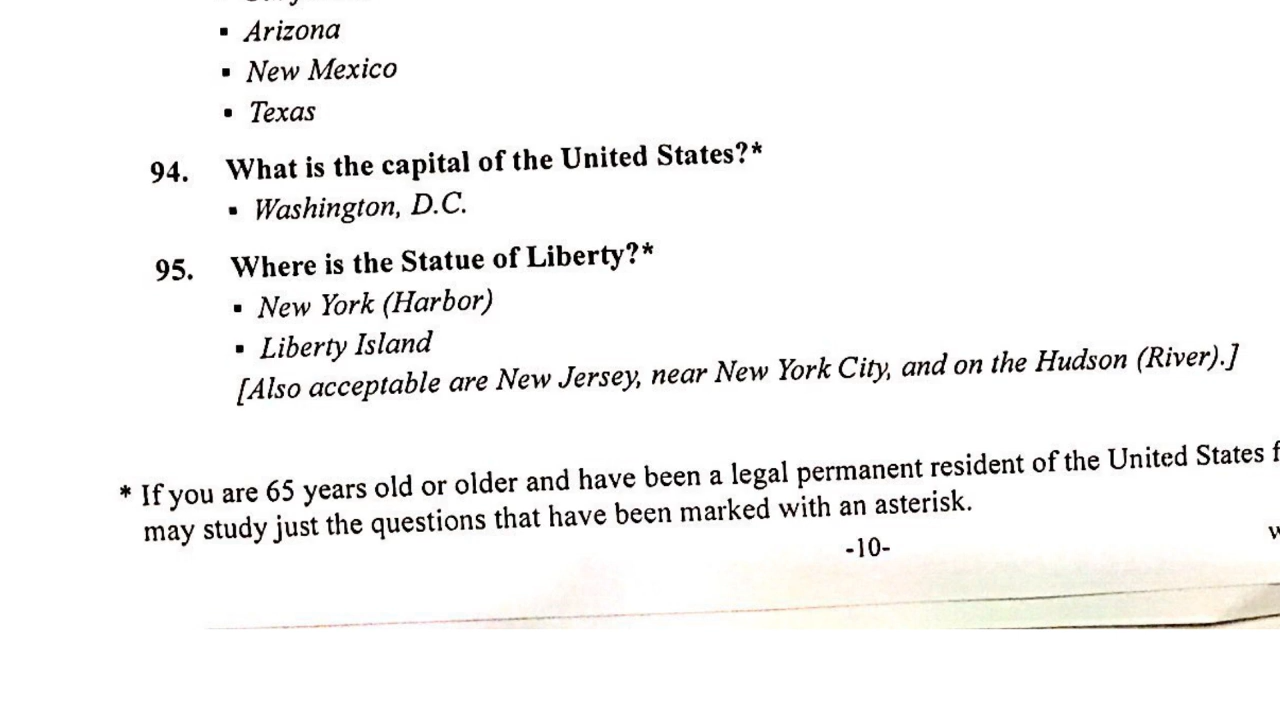 ▪ Arizona
▪ New Mexico
▪ Texas
94. What is the capital of the United States?*
▪ Washington, D.C.
95. Where is the Statue of Liberty?*
▪ New York (Harbor)
▪ Liberty Island
[Also acceptable are New Jersey, near New York City, and on the Hudson (River).]
* If you are 65 years old or older and have been a legal permanent resident of the United States
may study just the questions that have been marked with an asterisk.
-10-